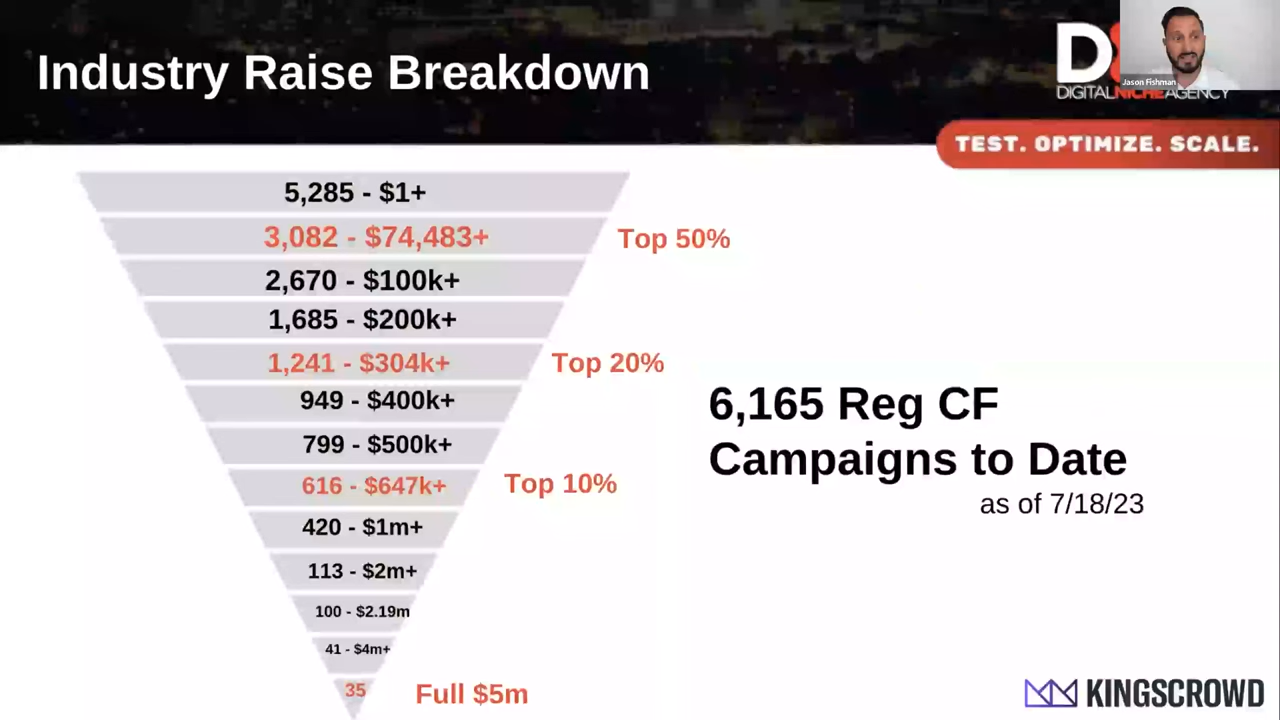 Industry Raise Breakdown
Jason Fishman
DIGITALNICHEAGENCY
TEST. OPTIMIZE. SCALE.
5,285 - $1+
3,082 - $74,483+
Top 50%
2,670 - $100k+
1,685 - $200k+
1,241 - $304k+
Top 20%
949 - $400k+
799 - $500k+
616 - $647k+
Top 10%
420 - $1m+
113 - $2m+
100 - $2.19m
41 - $4m+
35
Full $5m
6,165 Reg CF
Campaigns to Date
as of 7/18/23
KINGSCROWD